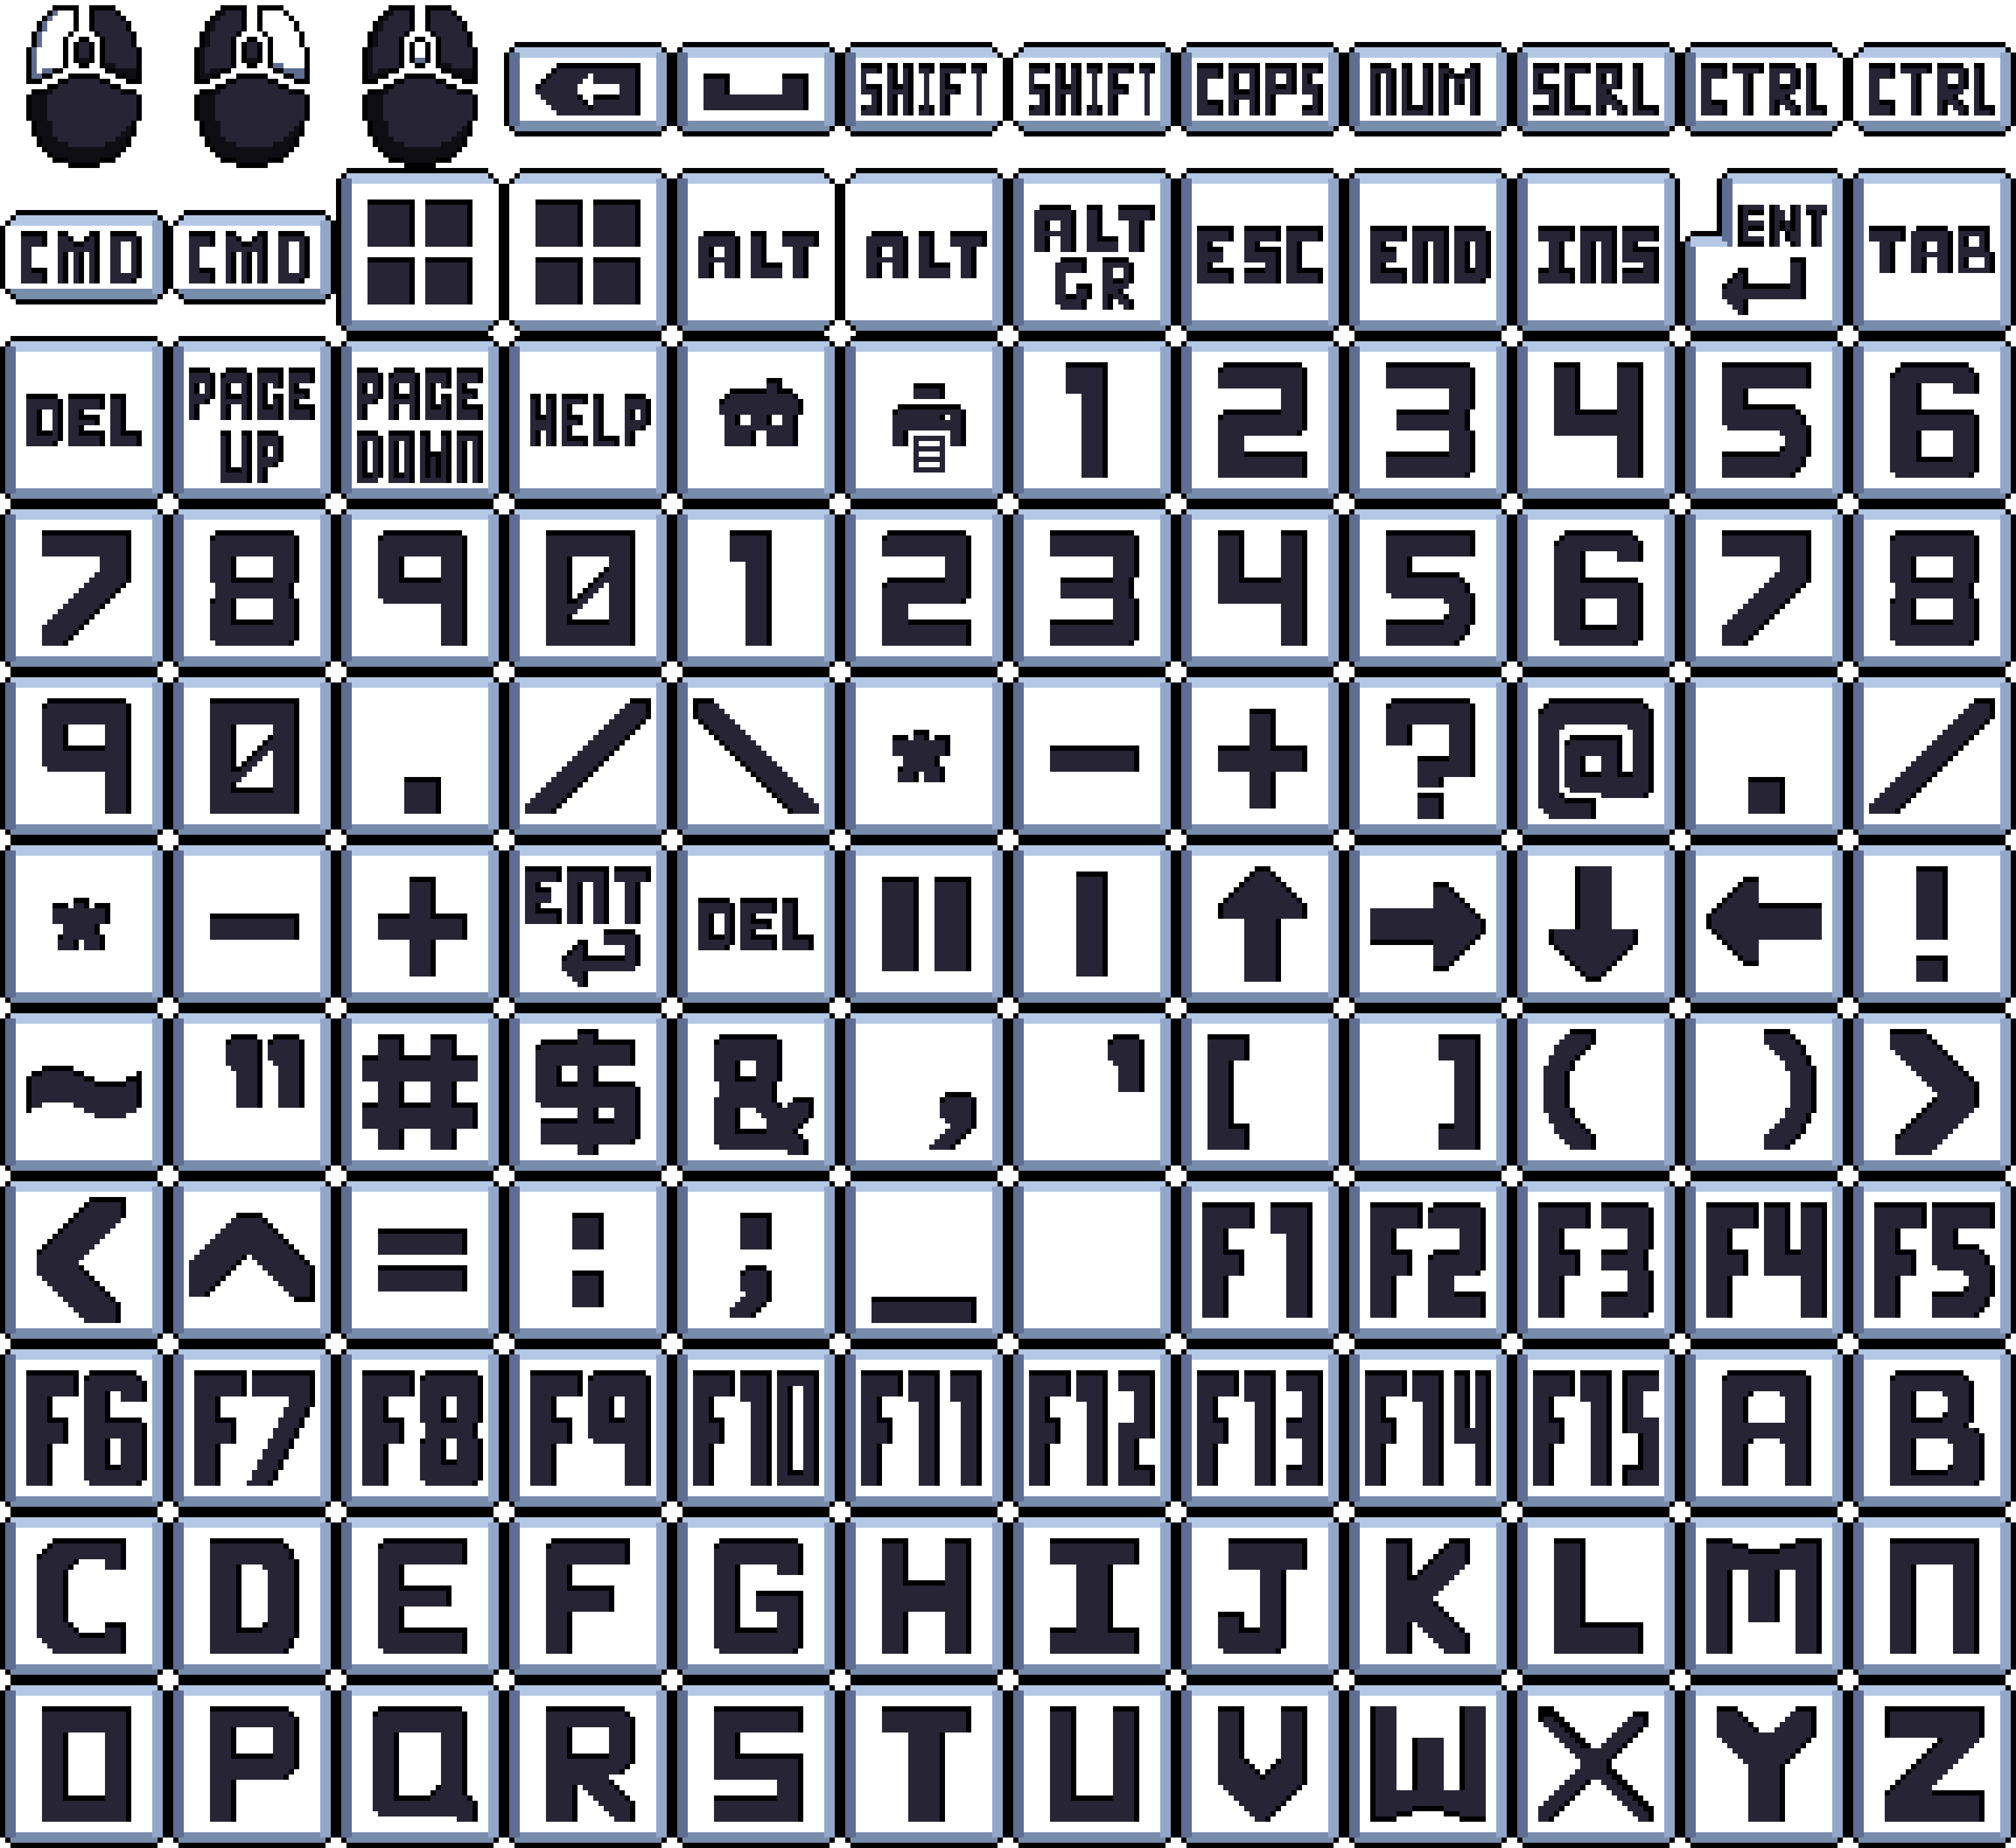 SHIFT SHIFT CAPS NUM SCRL CTRL CTRL
CMD CMD ALT ALT ALT GR ESC END INS ENT TAB
DEL PAGE UP PAGE DOWN HELP 1 2 3 4 5 6
7 8 9 0 1 2 3 4 5 6 7 8
9 0 . / \ * - + ? @ . /
* - + ENT DEL || | ↑ → ↓ ← !
~ " # $ & , ' [ ] ( ) >
< ^ = : ; _ F1 F2 F3 F4 F5
F6 F7 F8 F9 F10 F11 F12 F13 F14 F15 A B
C D E F G H I J K L M N
O P Q R S T U V W X Y Z